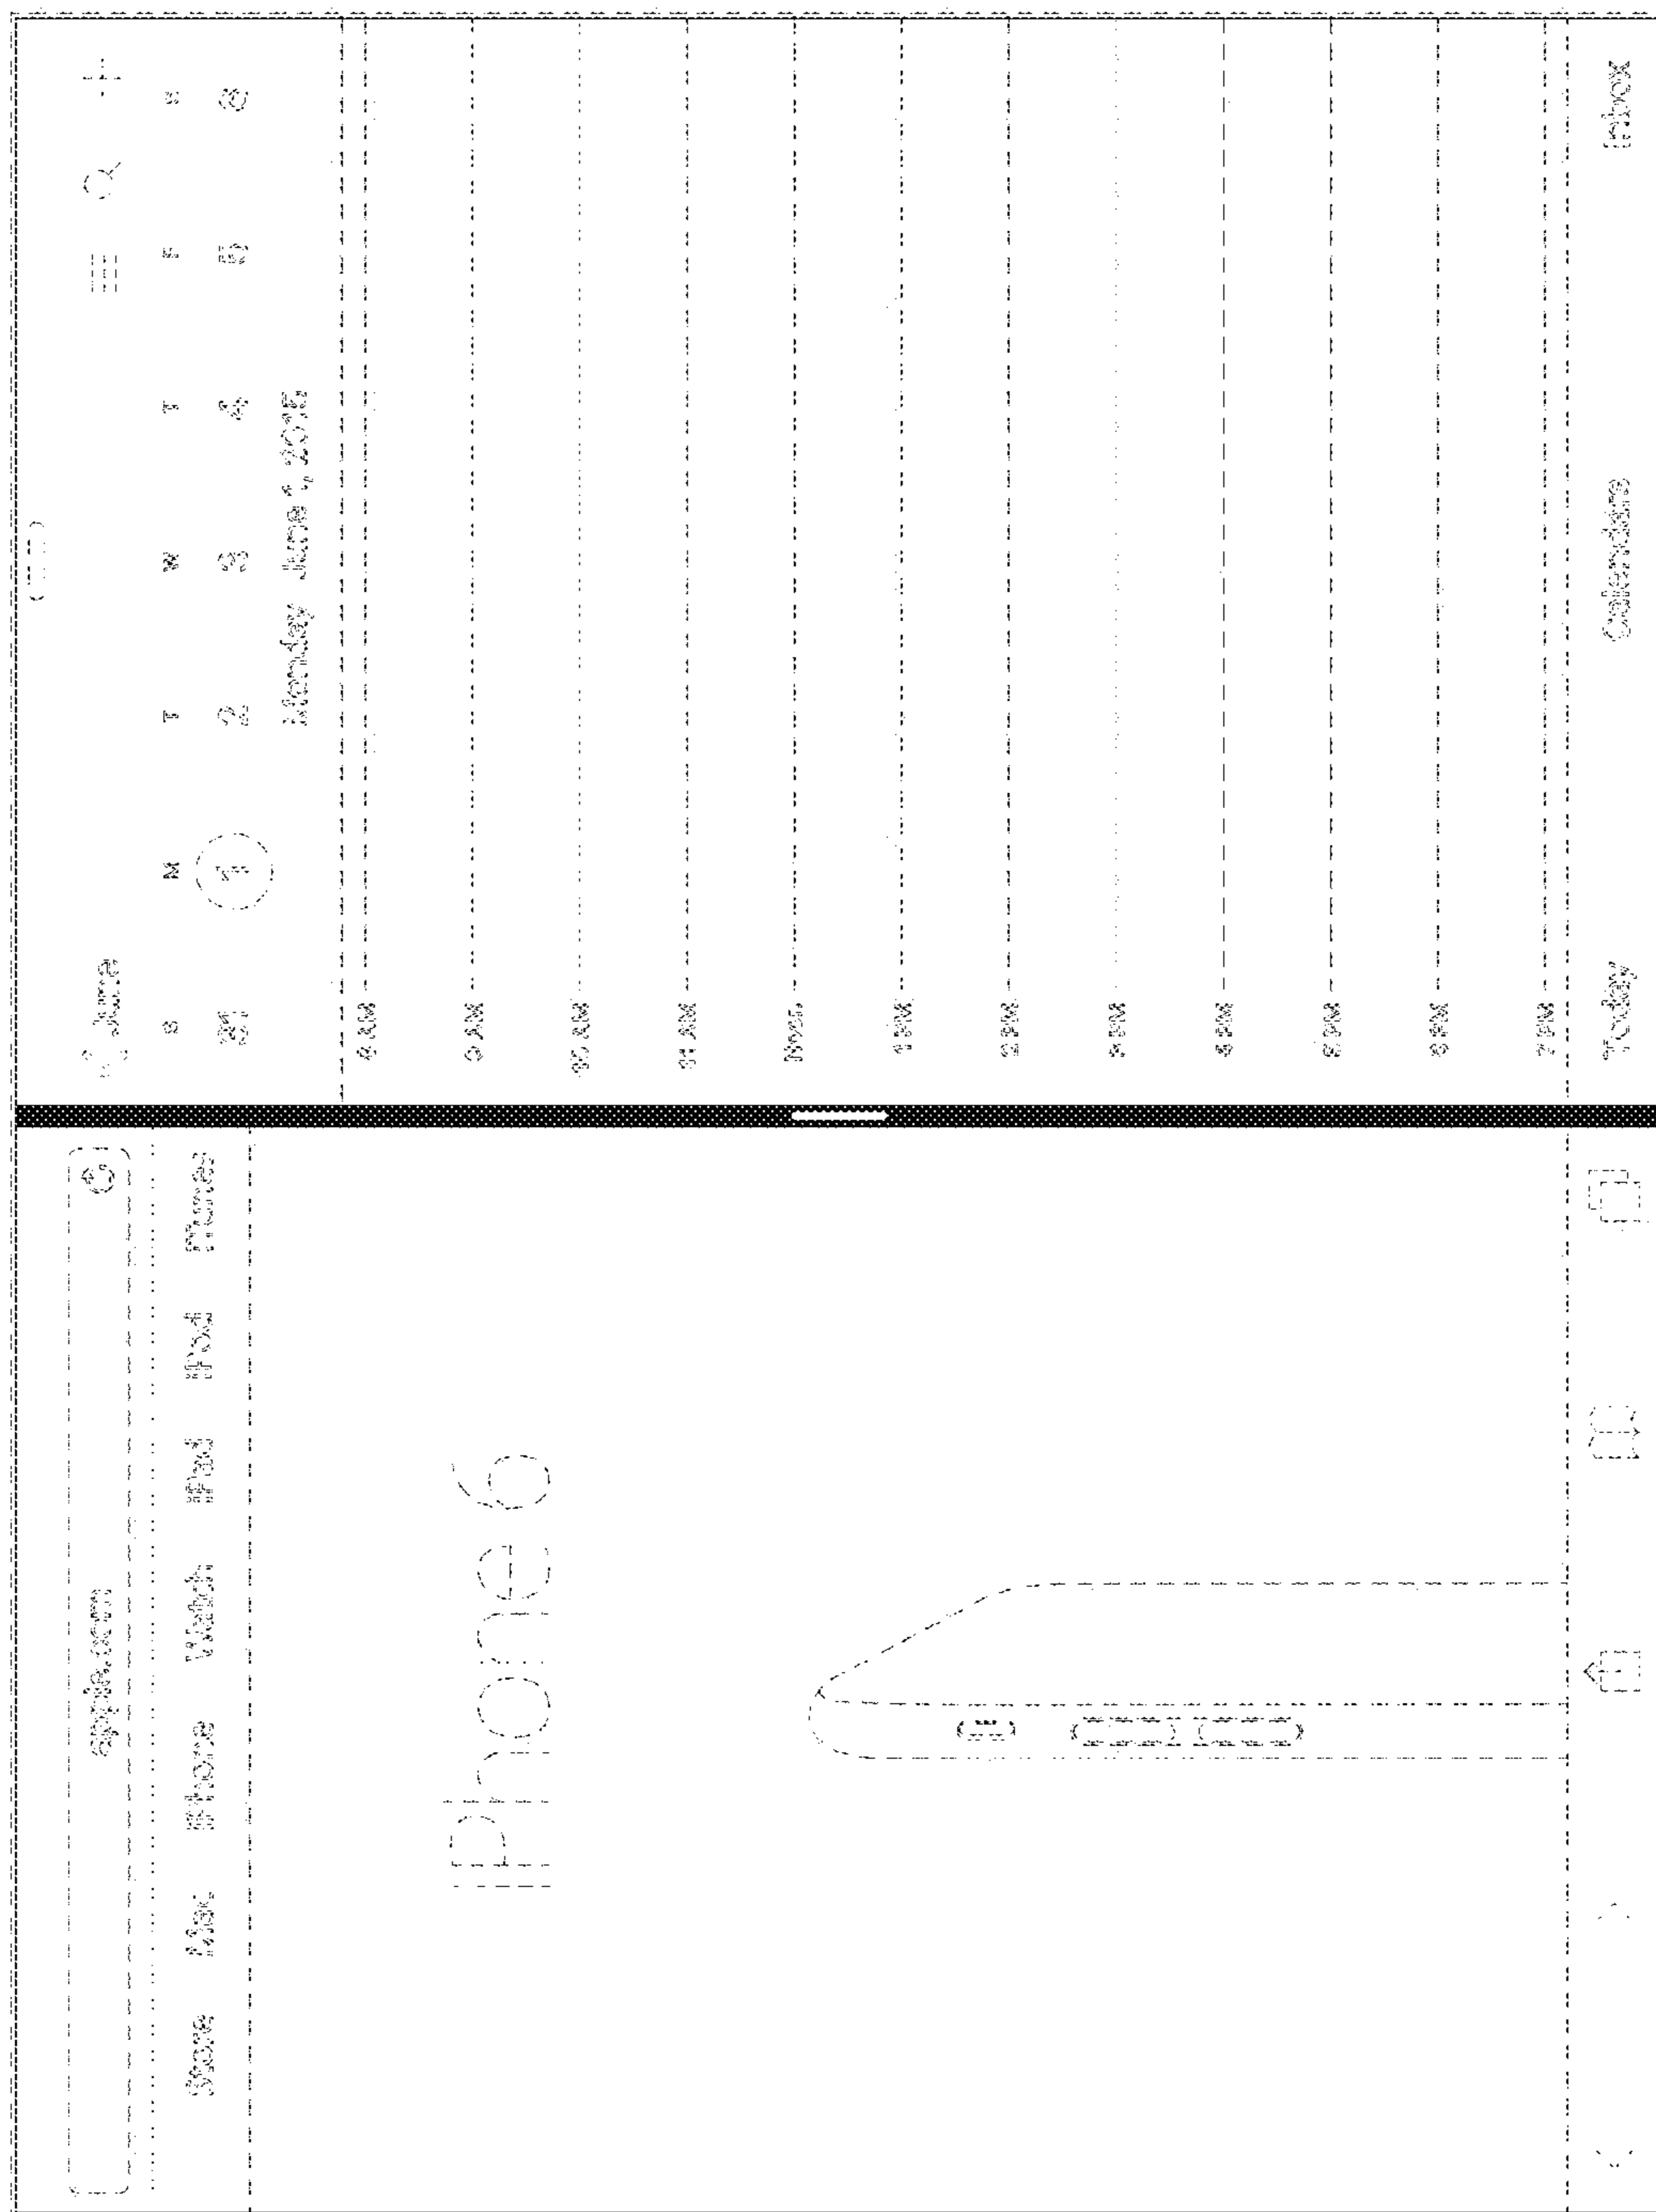 apple.com
Store Mac iPhone Watch iPad iPod iTunes
iPhone 6
June
S M T W T F S
31 1 2 3 4 5 6
Monday June 1, 2015
8 AM
9 AM
10 AM
11 AM
Noon
1 PM
2 PM
3 PM
4 PM
5 PM
6 PM
7 PM
Today Calendars Inbox